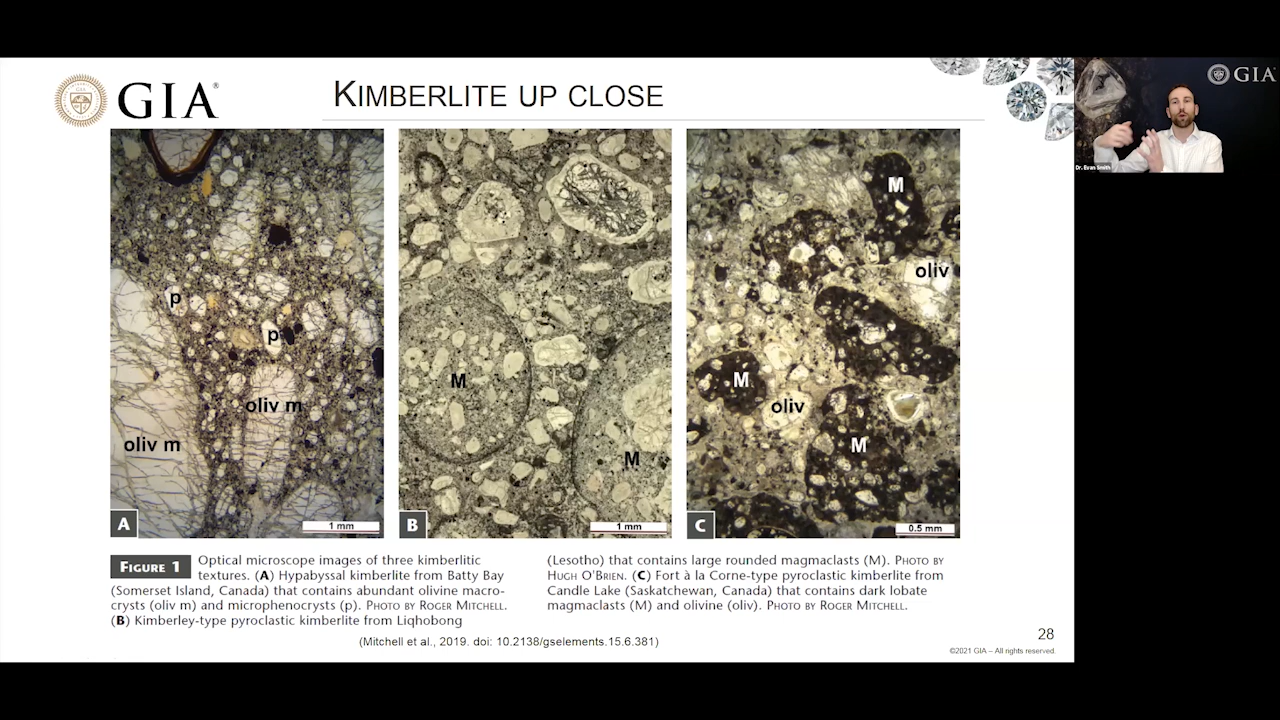 GIA®
KIMBERLITE UP CLOSE
GIA
Dr. Evan Smith
p
p
oliv m
oliv m
A
1 mm
M
M
B
1 mm
M
oliv
M
oliv
M
C
0.5 mm
FIGURE 1 Optical microscope images of three kimberlitic
textures. (A) Hypabyssal kimberlite from Batty Bay
(Somerset Island, Canada) that contains abundant olivine macro-
crysts (oliv m) and microphenocrysts (p). PHOTO BY ROGER MITCHELL.
(B) Kimberley-type pyroclastic kimberlite from Liqhobong
(Lesotho) that contains large rounded magmaclasts (M). PHOTO BY
HUGH O'BRIEN. (C) Fort à la Corne-type pyroclastic kimberlite from
Candle Lake (Saskatchewan, Canada) that contains dark lobate
magmaclasts (M) and olivine (oliv). PHOTO BY ROGER MITCHELL.
(Mitchell et al., 2019. doi: 10.2138/gselements.15.6.381)
28
©2021 GIA – All rights reserved.